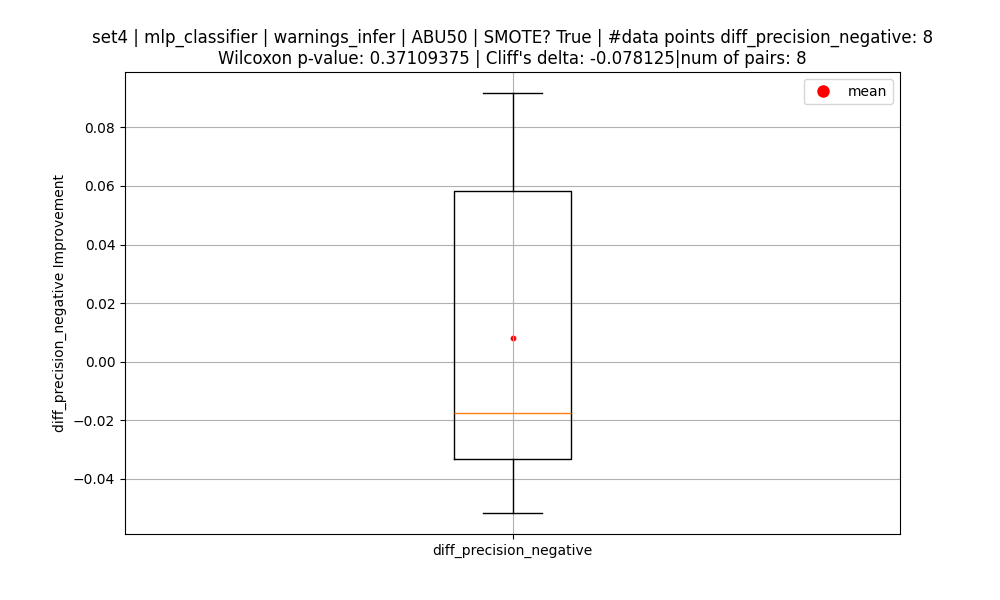 set4 | mlp_classifier | warnings_infer | ABU50 | SMOTE? True | #data points diff_precision_negative: 8
Wilcoxon p-value: 0.37109375 | Cliff's delta: -0.078125|num of pairs: 8
mean
0.08
0.06
0.04
0.02
0.00
−0.02
−0.04
diff_precision_negative Improvement
diff_precision_negative